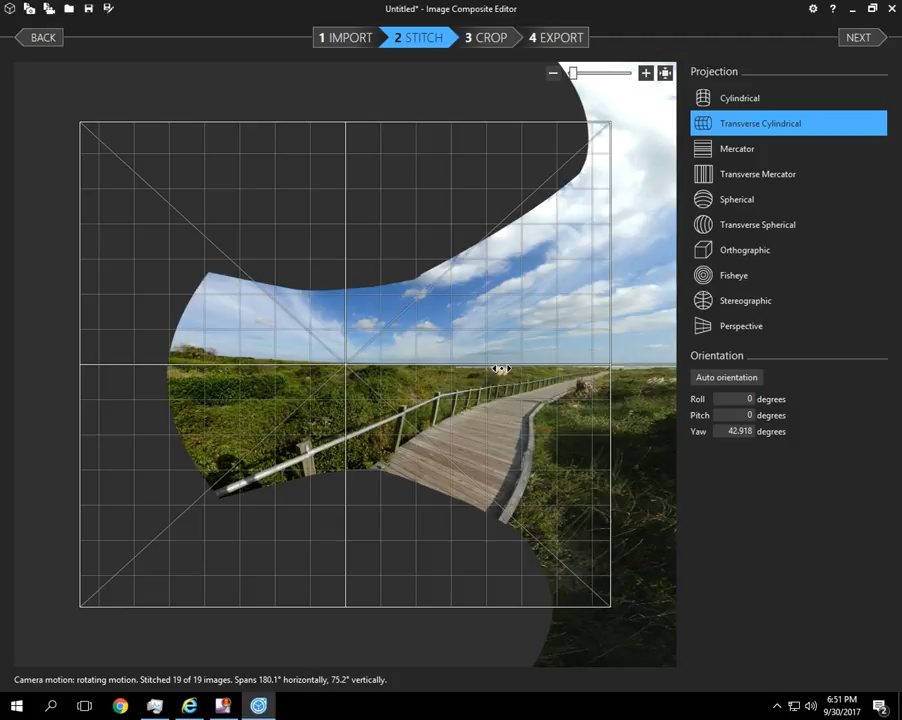 Untitled* - Image Composite Editor
BACK
1 IMPORT
2 STITCH
3 CROP
4 EXPORT
NEXT
Projection
Cylindrical
Transverse Cylindrical
Mercator
Transverse Mercator
Spherical
Transverse Spherical
Orthographic
Fisheye
Stereographic
Perspective
Orientation
Auto orientation
Roll 0 degrees
Pitch 0 degrees
Yaw 42.918 degrees
Camera motion: rotating motion. Stitched 19 of 19 images. Spans 180.1° horizontally, 75.2° vertically.
6:51 PM
9/30/2017
2